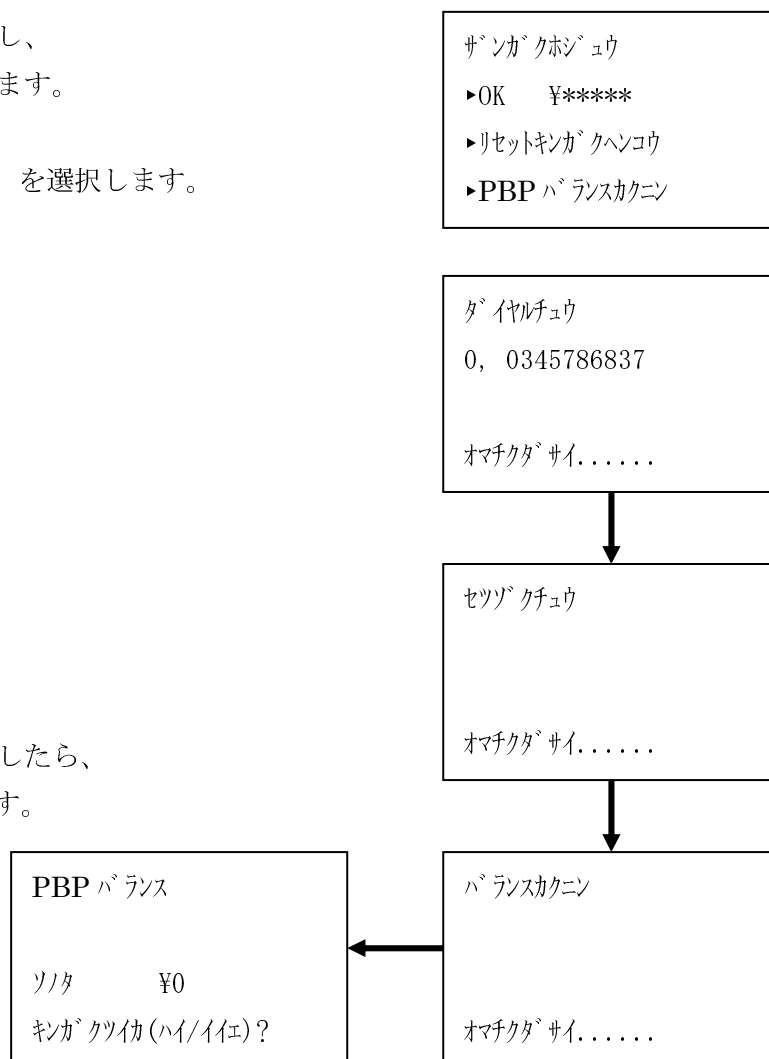 し、
ます。
を選択します。
ｻﾞﾝｶﾞｸﾎｼﾞｭｳ
▸OK ¥*****
▸ﾘｾｯﾄｷﾝｶﾞｸﾍﾝｺｳ
▸PBP ﾊﾞﾗﾝｽｶｸﾆﾝ
ﾀﾞｲﾔﾙﾁｭｳ
0, 0345786837
ｵﾏﾁｸﾀﾞｻｲ......
ｾﾂｿﾞｸﾁｭｳ
ｵﾏﾁｸﾀﾞｻｲ......
したら、
す。
PBP ﾊﾞﾗﾝｽ
ｿﾉﾀ ¥0
ｷﾝｶﾞｸﾂｲｶ(ﾊｲ/ｲｲｴ)?
ﾊﾞﾗﾝｽｶｸﾆﾝ
ｵﾏﾁｸﾀﾞｻｲ......